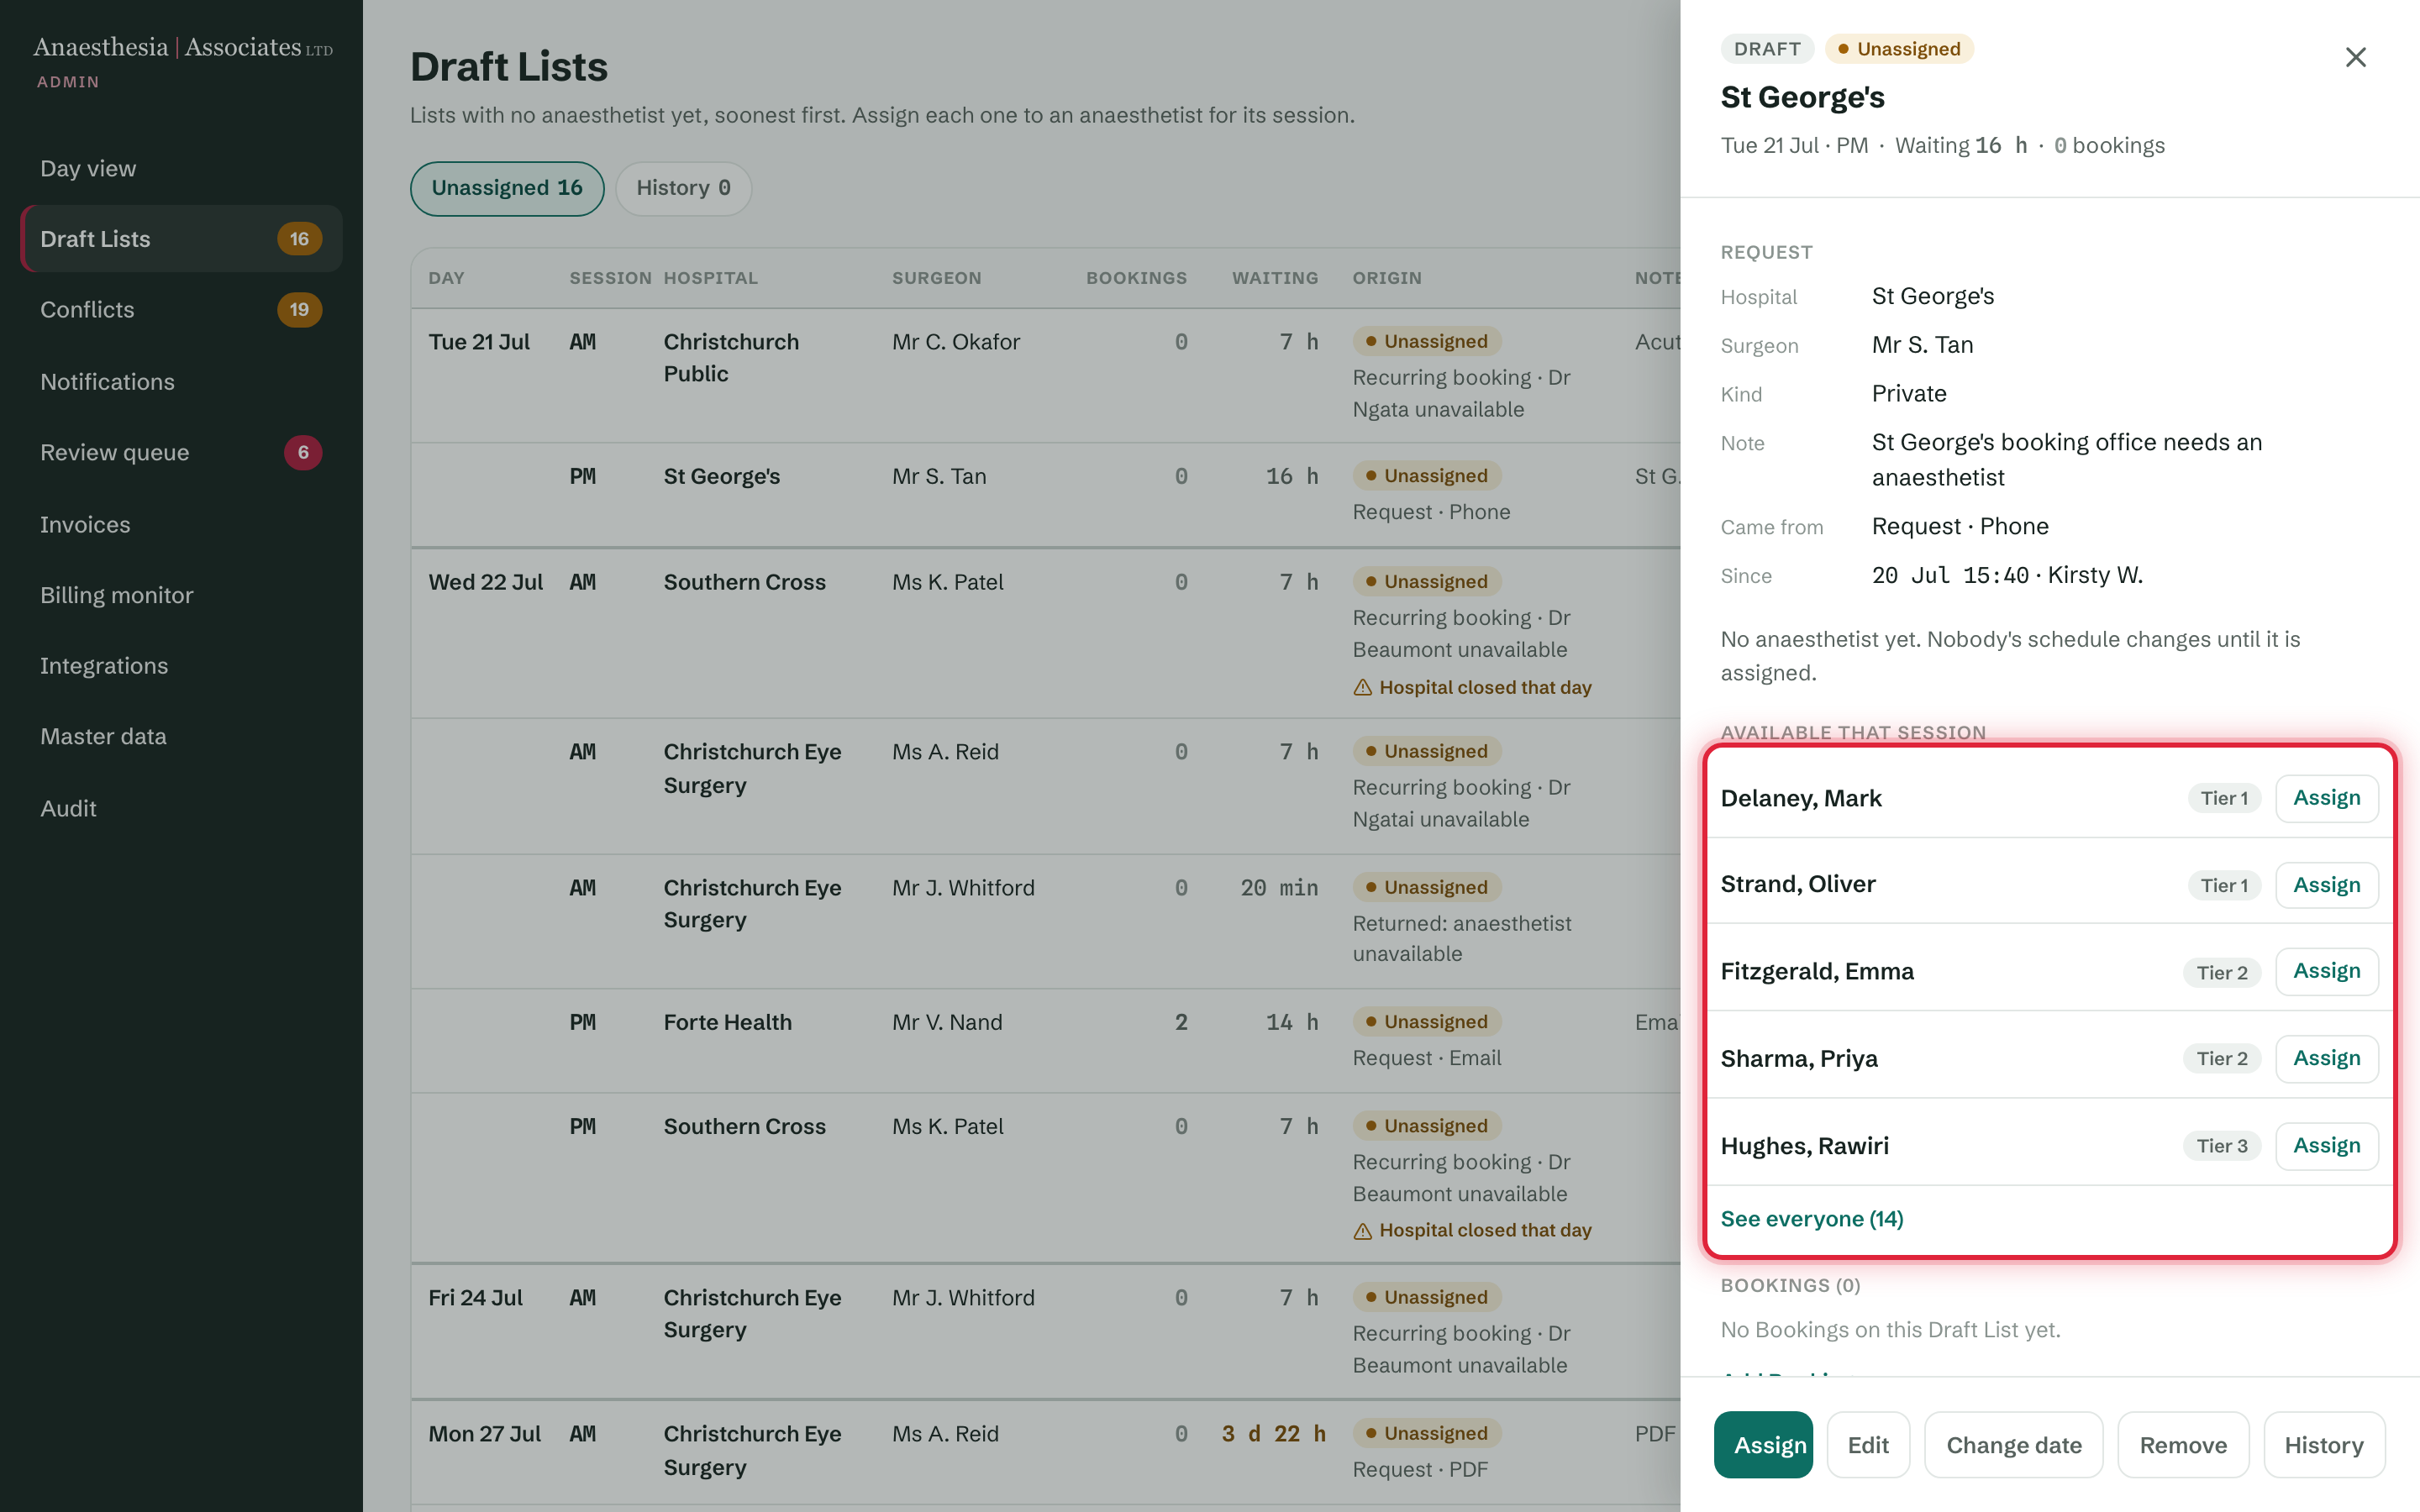 Anaesthesia | Associates LTD
ADMIN
Day view
Draft Lists 16
Conflicts 19
Notifications
Review queue 6
Invoices
Billing monitor
Integrations
Master data
Audit
Draft Lists
Lists with no anaesthetist yet, soonest first. Assign each one to an anaesthetist for its session.
Unassigned 16 History 0
DAY SESSION HOSPITAL SURGEON BOOKINGS WAITING ORIGIN
Tue 21 Jul AM Christchurch Mr C. Okafor 0 7 h Unassigned
Public Recurring booking · Dr
Ngata unavailable
PM St George's Mr S. Tan 0 16 h Unassigned
Request · Phone
Wed 22 Jul AM Southern Cross Ms K. Patel 0 7 h Unassigned
Recurring booking · Dr
Beaumont unavailable
Hospital closed that day
AM Christchurch Eye Ms A. Reid 0 7 h Unassigned
Surgery Recurring booking · Dr
Ngatai unavailable
AM Christchurch Eye Mr J. Whitford 0 20 min Unassigned
Surgery Returned: anaesthetist
unavailable
PM Forte Health Mr V. Nand 2 14 h Unassigned
Request · Email
PM Southern Cross Ms K. Patel 0 7 h Unassigned
Recurring booking · Dr
Beaumont unavailable
Hospital closed that day
Fri 24 Jul AM Christchurch Eye Mr J. Whitford 0 7 h Unassigned
Surgery Recurring booking · Dr
Beaumont unavailable
Mon 27 Jul AM Christchurch Eye Ms A. Reid 0 3 d 22 h Unassigned PDF
Surgery Request · PDF
DRAFT Unassigned
St George's
Tue 21 Jul · PM · Waiting 16 h · 0 bookings
REQUEST
Hospital St George's
Surgeon Mr S. Tan
Kind Private
Note St George's booking office needs an
anaesthetist
Came from Request · Phone
Since 20 Jul 15:40 · Kirsty W.
No anaesthetist yet. Nobody's schedule changes until it is
assigned.
AVAILABLE THAT SESSION
Delaney, Mark Tier 1 Assign
Strand, Oliver Tier 1 Assign
Fitzgerald, Emma Tier 2 Assign
Sharma, Priya Tier 2 Assign
Hughes, Rawiri Tier 3 Assign
See everyone (14)
BOOKINGS (0)
No Bookings on this Draft List yet.
Assign Edit Change date Remove History